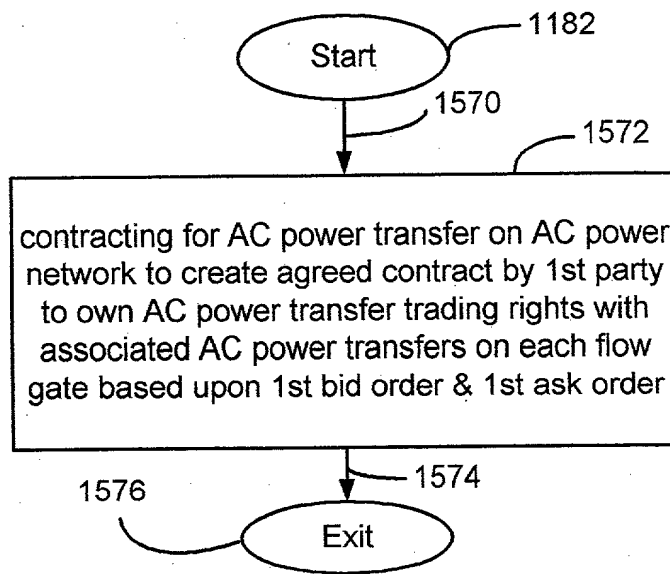 Start
1182
1570
1572
contracting for AC power transfer on AC power
network to create agreed contract by 1st party
to own AC power transfer trading rights with
associated AC power transfers on each flow
gate based upon 1st bid order & 1st ask order
1574
1576
Exit